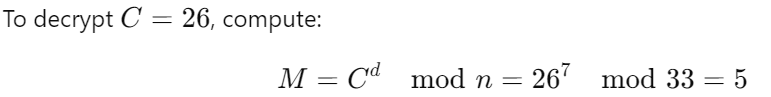 To decrypt C = 26, compute:
M = C^d mod n = 26^7 mod 33 = 5